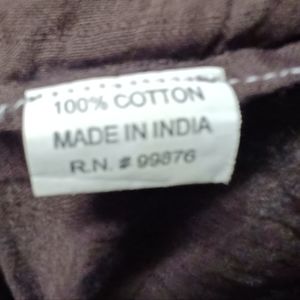 100% COTTON
MADE IN INDIA
R.N. # 99876